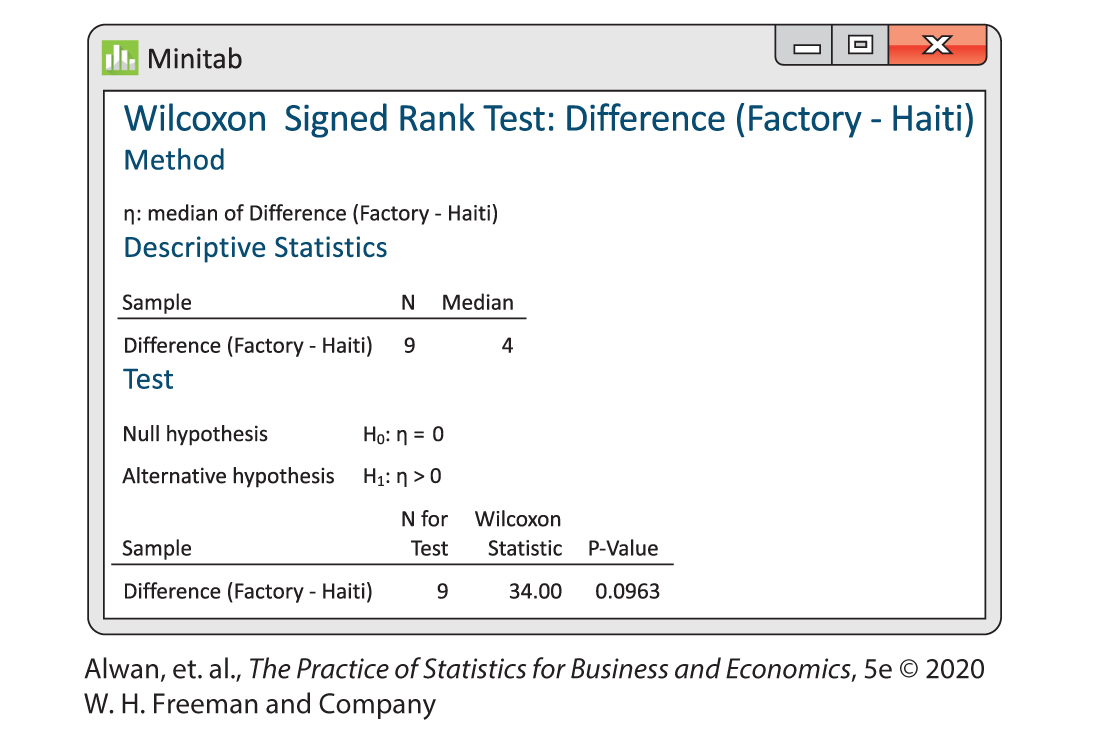 Minitab
Wilcoxon Signed Rank Test: Difference (Factory - Haiti)
Method
η: median of Difference (Factory - Haiti)
Descriptive Statistics
Sample N Median
Difference (Factory - Haiti) 9 4
Test
Null hypothesis H₀: η = 0
Alternative hypothesis H₁: η > 0
N for Wilcoxon
Sample Test Statistic P-Value
Difference (Factory - Haiti) 9 34.00 0.0963
Alwan, et. al., The Practice of Statistics for Business and Economics, 5e © 2020
W. H. Freeman and Company